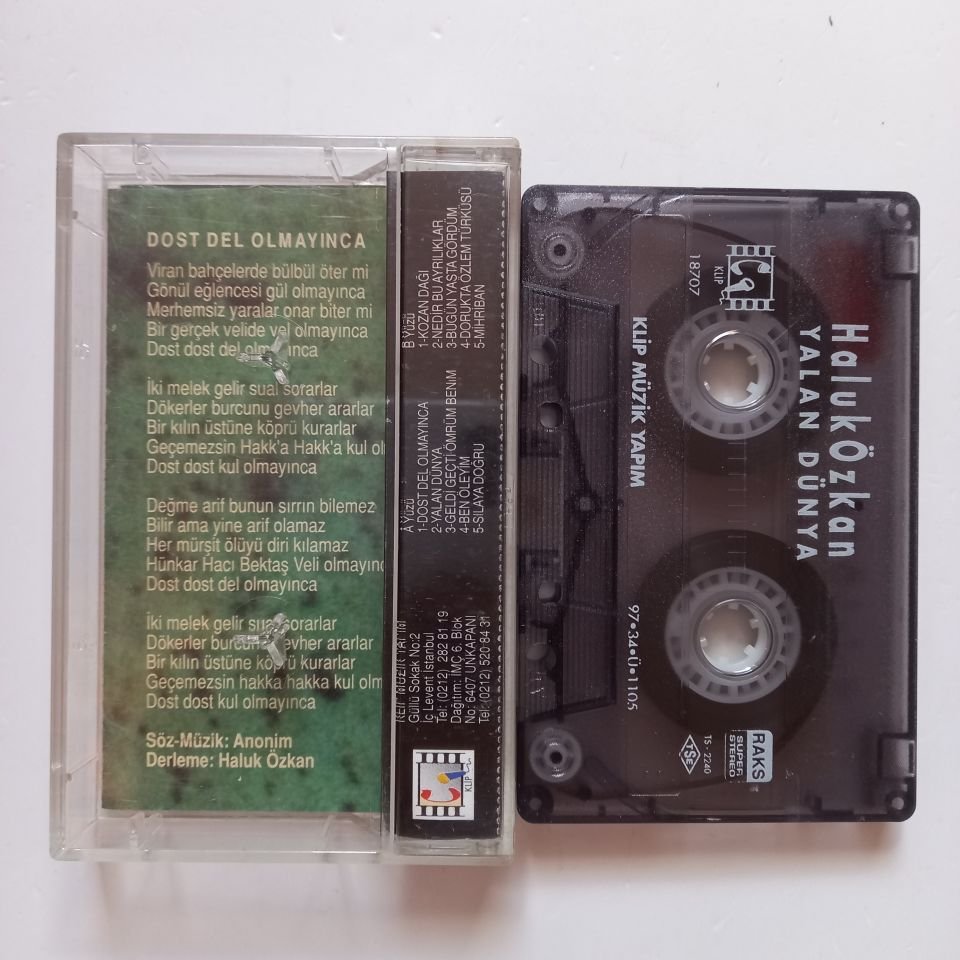 DOST DEL OLMAYINCA
Viran bahçelerde bülbül öter mi
Gönül eğlencesi gül olmayınca
Merhemsiz yaralar onar biter mi
Bir gerçek velide vel olmayınca
Dost dost del olmayınca
İki melek gelir sual sorarlar
Dökerler burcunu gevher ararlar
Bir kılın üstüne köprü kurarlar
Geçemezsin Hakk'a Hakk'a kul ol
Dost dost kul olmayınca
Değme arif bunun sırrın bilemez
Bilir ama yine arif olamaz
Her mürşit ölüyü diri kılamaz
Hünkar Hacı Bektaş Veli olmayınc
Dost dost del olmayınca
İki melek gelir sual sorarlar
Dökerler burcunu gevher ararlar
Bir kılın üstüne köprü kurarlar
Geçemezsin hakka hakka kul olm
Dost dost kul olmayınca
Söz-Müzik: Anonim
Derleme: Haluk Özkan
A Yüzü
1-DOST DEL OLMAYINCA
2-YALAN DÜNYA
3-GELDİ GEÇTİ ÖMRÜM BENİM
4-BEN ÖLEYİM
5-SILAYA DOĞRU
B Yüzü
1-KOZAN DAĞI
2-NEDİR BU AYRILIKLAR
3-BUGÜN YASTA GÖRDÜM
4-DORUKTA ÖZLEM TÜRKÜSÜ
5-MİHRİBAN
KLİP MÜZİK YAPIM
Güllü Sokak No:2
İç Levent İstanbul
Tel: (0212) 282 81 19
Dağıtım: İMÇ 6. Blok
No: 6407 UNKAPANI
Tel: (0212) 520 84 31
KLİP
Haluk Özkan
YALAN DÜNYA
KLİP
18707
KLİP MÜZİK YAPIM
97•34•Ü•1105
RAKS
SUPER
STEREO
TS - 2240
TSE